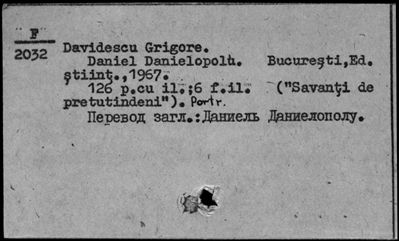 F
2032
Davidescu Grigore.
Daniel Danielopolu. Bucureşti,Ed.
ştiinţ.,1967.
126 p.cu il.;6 f.il. ("Savanţi de
pretutindeni"). Portr.
Перевод загл.:Даниель Даниелополу.